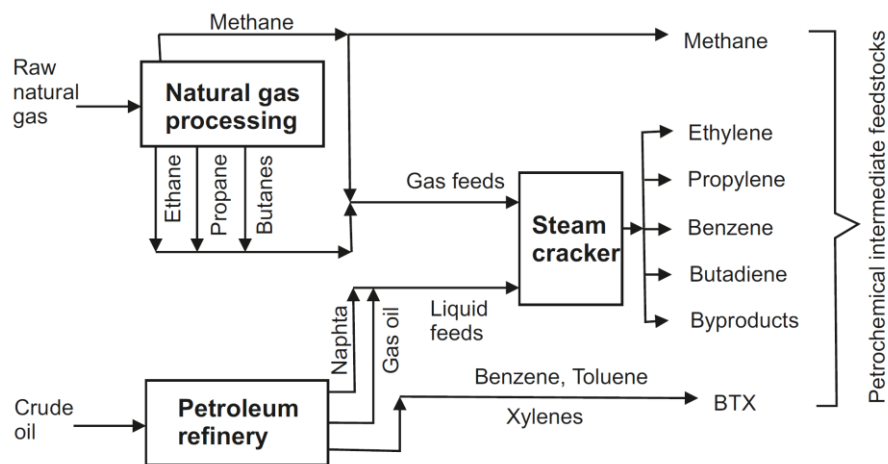 Methane
Methane
Raw
natural
gas
Natural gas
processing
Ethane
Propane
Butanes
Gas feeds
Steam
cracker
Ethylene
Propylene
Benzene
Butadiene
Byproducts
Naphta
Gas oil
Liquid
feeds
Crude
oil
Petroleum
refinery
Benzene, Toluene
Xylenes
BTX
Petrochemical intermediate feedstocks